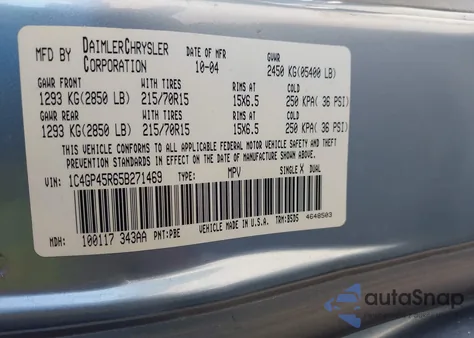 MFD BY DAIMLERCHRYSLER CORPORATION DATE OF MFR 10-04 GVWR 2450 KG(05400 LB)
GAWR FRONT WITH TIRES RIMS AT COLD
1293 KG(2850 LB) 215/70R15 15X6.5 250 KPA( 36 PSI)
GAWR REAR WITH TIRES RIMS AT COLD
1293 KG(2850 LB) 215/70R15 15X6.5 250 KPA( 36 PSI)
THIS VEHICLE CONFORMS TO ALL APPLICABLE FEDERAL MOTOR VEHICLE SAFETY AND THEFT
PREVENTION STANDARDS IN EFFECT ON THE DATE OF MANUFACTURE SHOWN ABOVE.
VIN: 1C4GP45R65B271469 TYPE: MPV SINGLE X DUAL
MDH: 100117 343AA PNT:PBE VEHICLE MADE IN U.S.A. TRM:BSD5 4648503
autoSnap